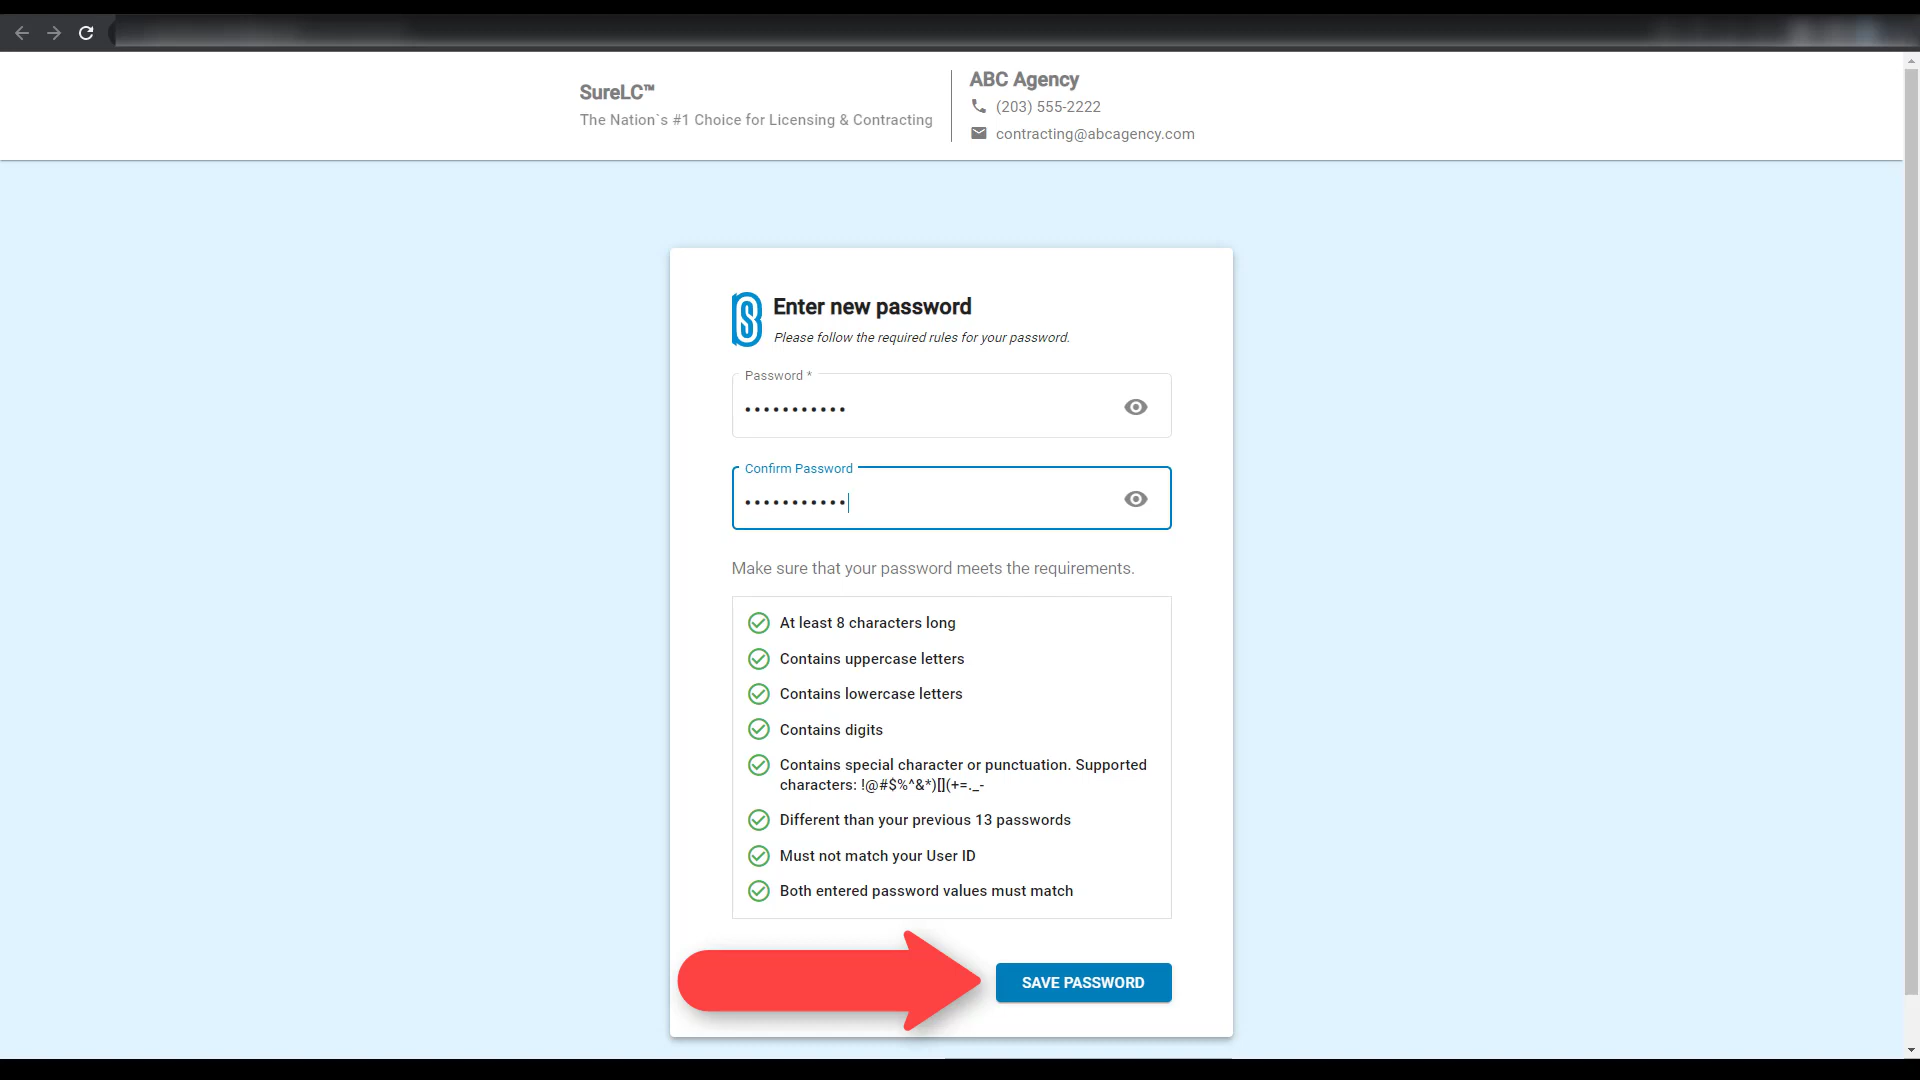 SureLC™
The Nation`s #1 Choice for Licensing & Contracting
ABC Agency
(203) 555-2222
contracting@abcagency.com
Enter new password
Please follow the required rules for your password.
Password *
•••••••••••
Confirm Password
•••••••••••
Make sure that your password meets the requirements.
At least 8 characters long
Contains uppercase letters
Contains lowercase letters
Contains digits
Contains special character or punctuation. Supported
characters: !@#$%^&*)[](+=._-
Different than your previous 13 passwords
Must not match your User ID
Both entered password values must match
SAVE PASSWORD